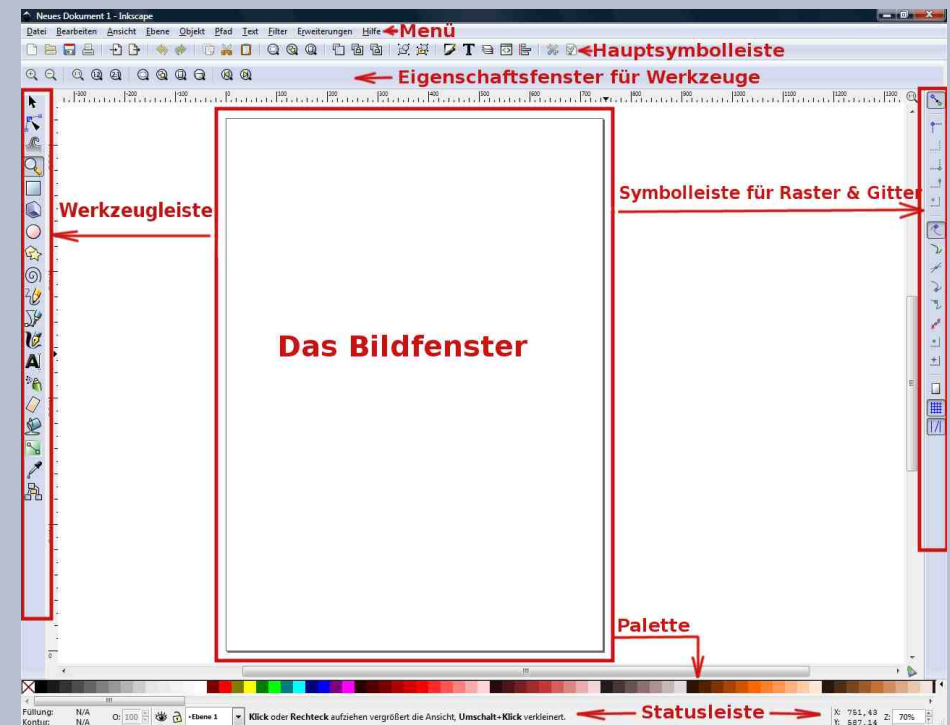 Neues Dokument 1 - Inkscape
Datei Bearbeiten Ansicht Ebene Objekt Pfad Text Filter Erweiterungen Hilfe Menü
Hauptsymbolleiste
Eigenschaftsfenster für Werkzeuge
Werkzeugleiste
Symbolleiste für Raster & Gitter
Das Bildfenster
Palette
Füllung: N/A
Kontur: N/A
O: 100
•Ebene 1
Klick oder Rechteck aufziehen vergrößert die Ansicht, Umschalt+Klick verkleinert.
Statusleiste
X: 751,43
Y: 587,14
Z: 70%